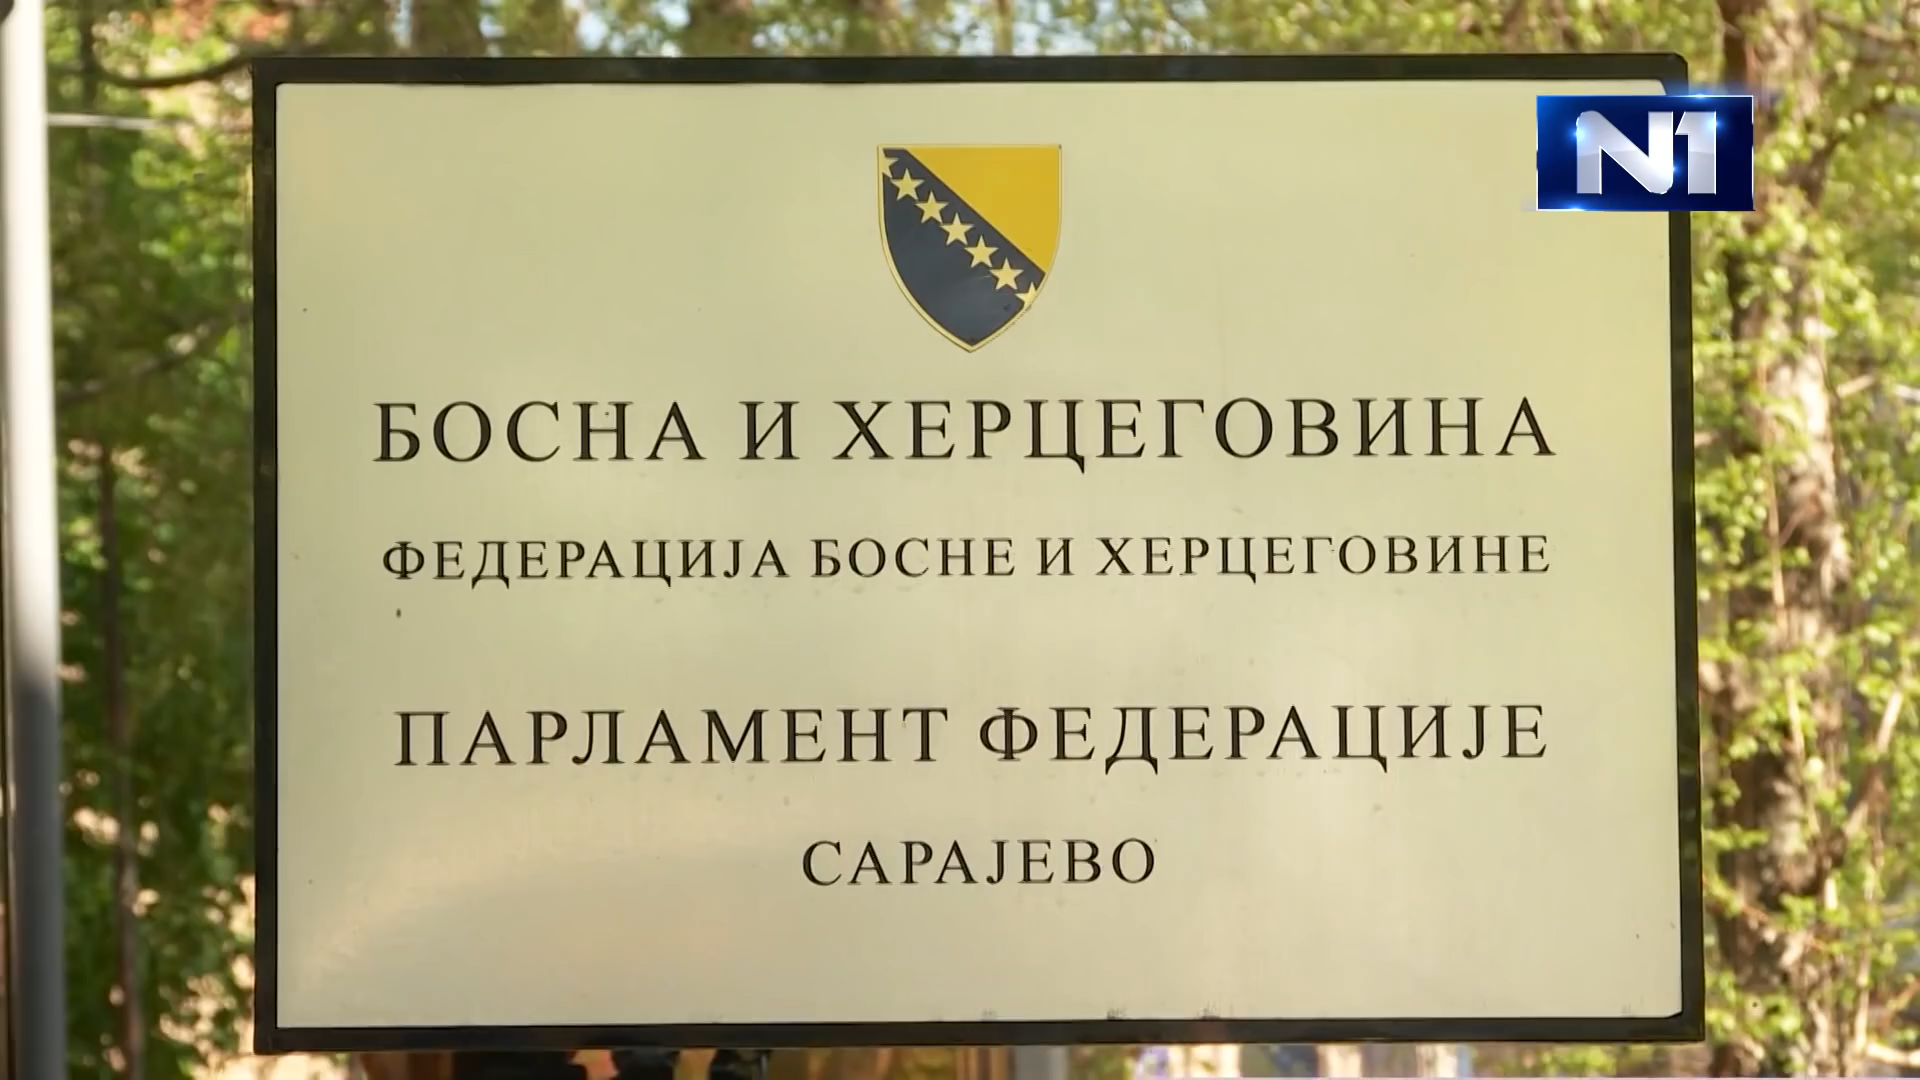 N1
БОСНА И ХЕРЦЕГОВИНА
ФЕДЕРАЦИЈА БОСНЕ И ХЕРЦЕГОВИНЕ
ПАРЛАМЕНТ ФЕДЕРАЦИЈЕ
САРАЈЕВО